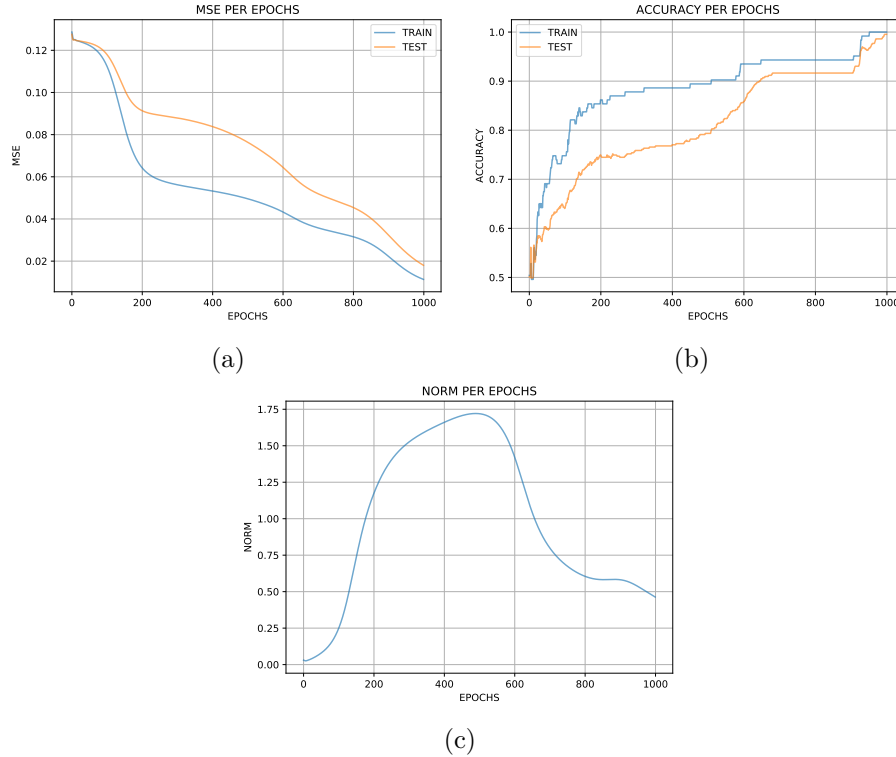 MSE PER EPOCHS
TRAIN
TEST
0.12
0.10
0.08
0.06
0.04
0.02
MSE
0 200 400 600 800 1000
EPOCHS
(a)
ACCURACY PER EPOCHS
TRAIN
TEST
1.0
0.9
0.8
0.7
0.6
0.5
ACCURACY
0 200 400 600 800 1000
EPOCHS
(b)
NORM PER EPOCHS
1.75
1.50
1.25
1.00
0.75
0.50
0.25
0.00
NORM
0 200 400 600 800 1000
EPOCHS
(c)